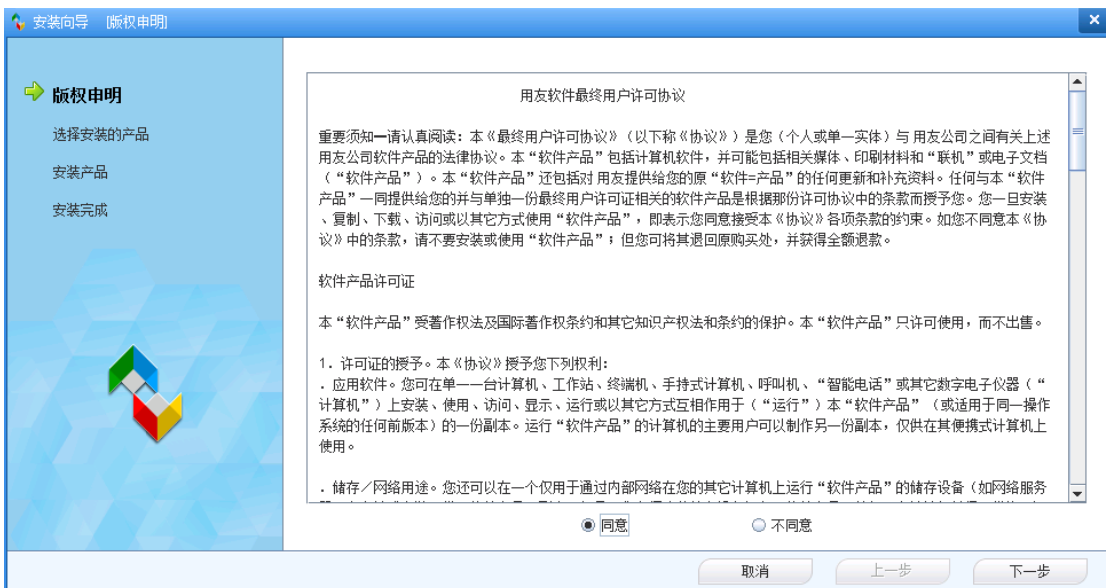 安装向导 [版权申明]
版权申明
选择安装的产品
安装产品
安装完成
用友软件最终用户许可协议
重要须知—请认真阅读：本《最终用户许可协议》（以下称《协议》）是您（个人或单一实体）与 用友公司之间有关上述
用友公司软件产品的法律协议。本“软件产品”包括计算机软件，并可能包括相关媒体、印刷材料和“联机”或电子文档
（“软件产品”）。本“软件产品”还包括对 用友提供给您的原“软件=产品”的任何更新和补充资料。任何与本“软件
产品”一同提供给您的并与单独一份最终用户许可证相关的软件产品是根据那份许可协议中的条款而授予您。您一旦安装
、复制、下载、访问或以其它方式使用“软件产品”，即表示您同意接受本《协议》各项条款的约束。如您不同意本《协
议》中的条款，请不要安装或使用“软件产品”；但您可将其退回原购买处，并获得全额退款。
软件产品许可证
本“软件产品”受著作权法及国际著作权条约和其它知识产权法和条约的保护。本“软件产品”只许可使用，而不出售。
1. 许可证的授予。本《协议》授予您下列权利：
. 应用软件。您可在单一一台计算机、工作站、终端机、手持式计算机、呼叫机、“智能电话”或其它数字电子仪器（“
计算机”）上安装、使用、访问、显示、运行或以其它方式互相作用于（“运行”）本“软件产品” （或适用于同一操作
系统的任何前版本）的一份副本。运行“软件产品”的计算机的主要用户可以制作另一份副本，仅供在其便携式计算机上
使用。
. 储存／网络用途。您还可以在一个仅用于通过内部网络在您的其它计算机上运行“软件产品”的储存设备（如网络服务
同意
不同意
取消
上一步
下一步